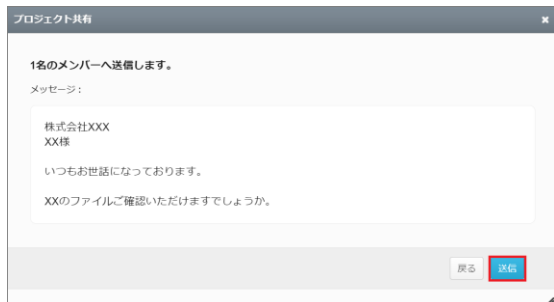 プロジェクト共有
1名のメンバーへ送信します。
メッセージ：
株式会社XXX
XX様
いつもお世話になっております。
XXのファイルご確認いただけますでしょうか。
戻る 送信